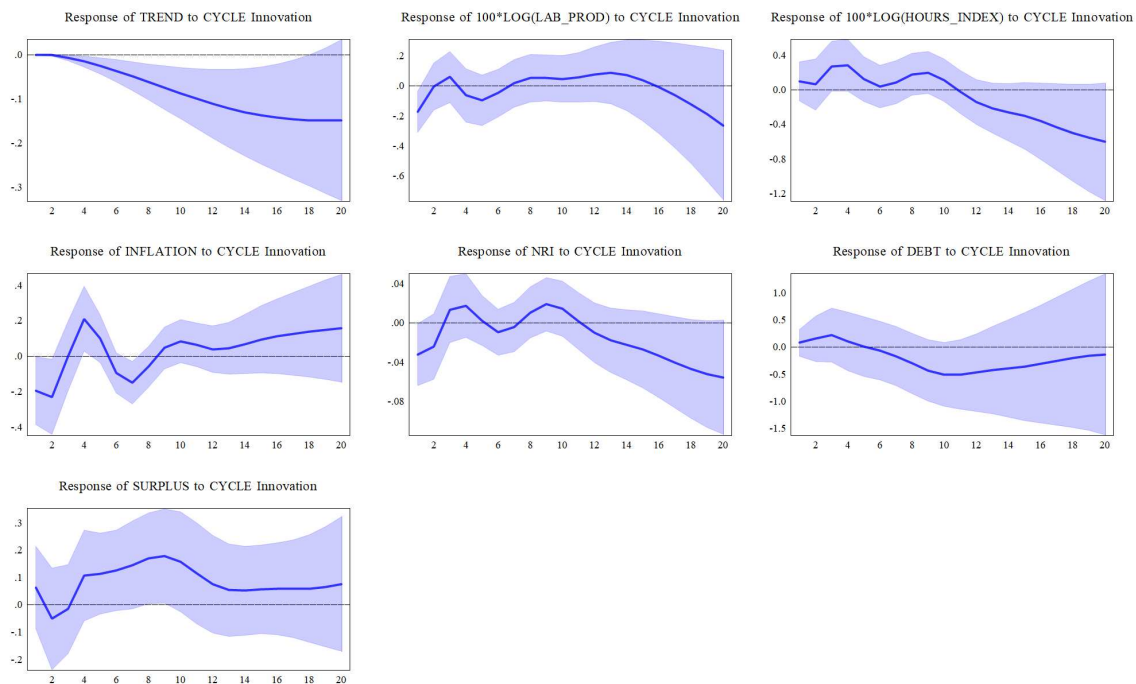 Response of TREND to CYCLE Innovation
.0
-.1
-.2
-.3
2 4 6 8 10 12 14 16 18 20
Response of 100*LOG(LAB_PROD) to CYCLE Innovation
.2
.0
-.2
-.4
-.6
2 4 6 8 10 12 14 16 18 20
Response of 100*LOG(HOURS_INDEX) to CYCLE Innovation
0.4
0.0
-0.4
-0.8
-1.2
2 4 6 8 10 12 14 16 18 20
Response of INFLATION to CYCLE Innovation
.4
.2
.0
-.2
-.4
2 4 6 8 10 12 14 16 18 20
Response of NRI to CYCLE Innovation
.04
.00
-.04
-.08
2 4 6 8 10 12 14 16 18 20
Response of DEBT to CYCLE Innovation
1.0
0.5
0.0
-0.5
-1.0
-1.5
2 4 6 8 10 12 14 16 18 20
Response of SURPLUS to CYCLE Innovation
.3
.2
.1
.0
-.1
-.2
2 4 6 8 10 12 14 16 18 20